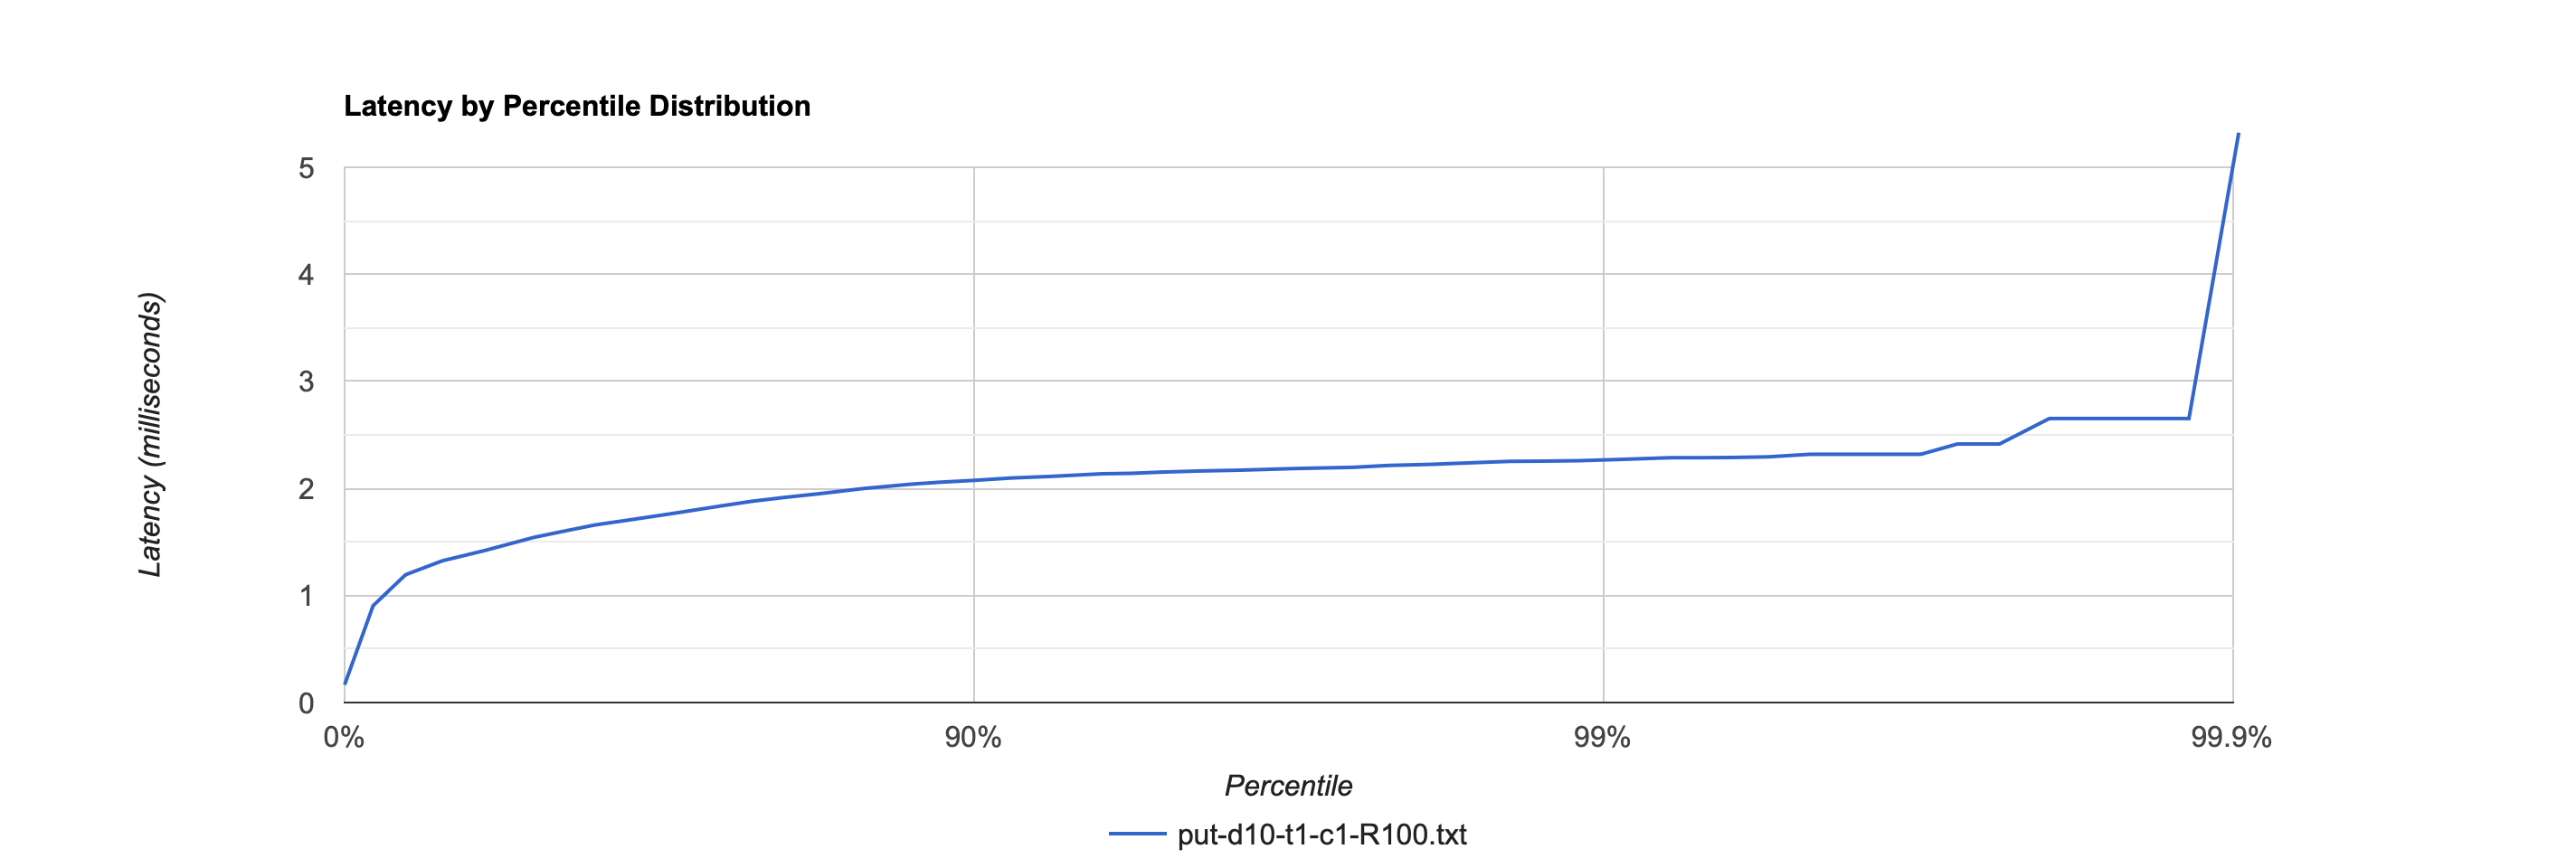 Latency by Percentile Distribution
5
4
3
2
1
0
Latency (milliseconds)
0% 90% 99% 99.9%
Percentile
put-d10-t1-c1-R100.txt